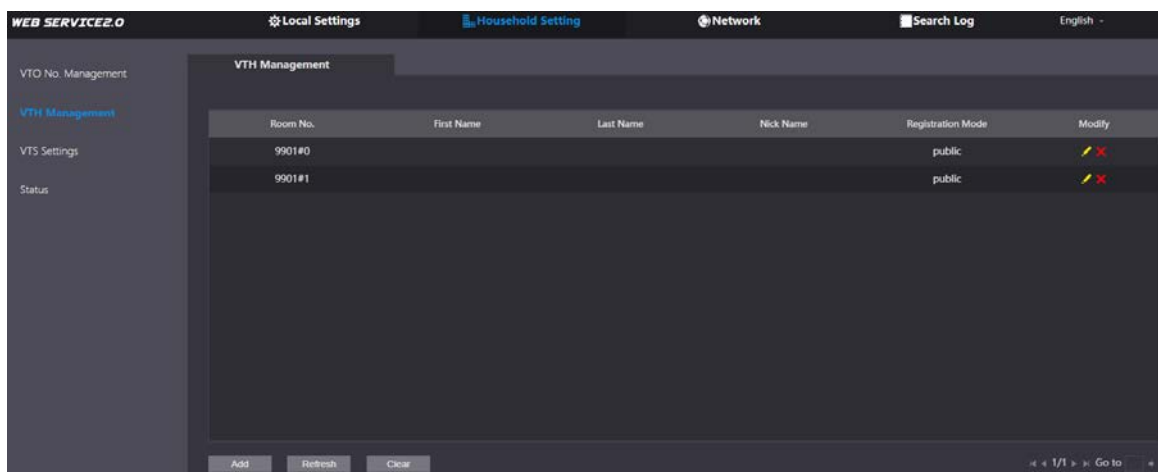 WEB SERVICE2.0 Local Settings Household Setting Network Search Log English
VTO No. Management
VTH Management
VTS Settings
Status
VTH Management
Room No. First Name Last Name Nick Name Registration Mode Modify
9901#0 public
9901#1 public
Add Refresh Clear 1/1 Go to